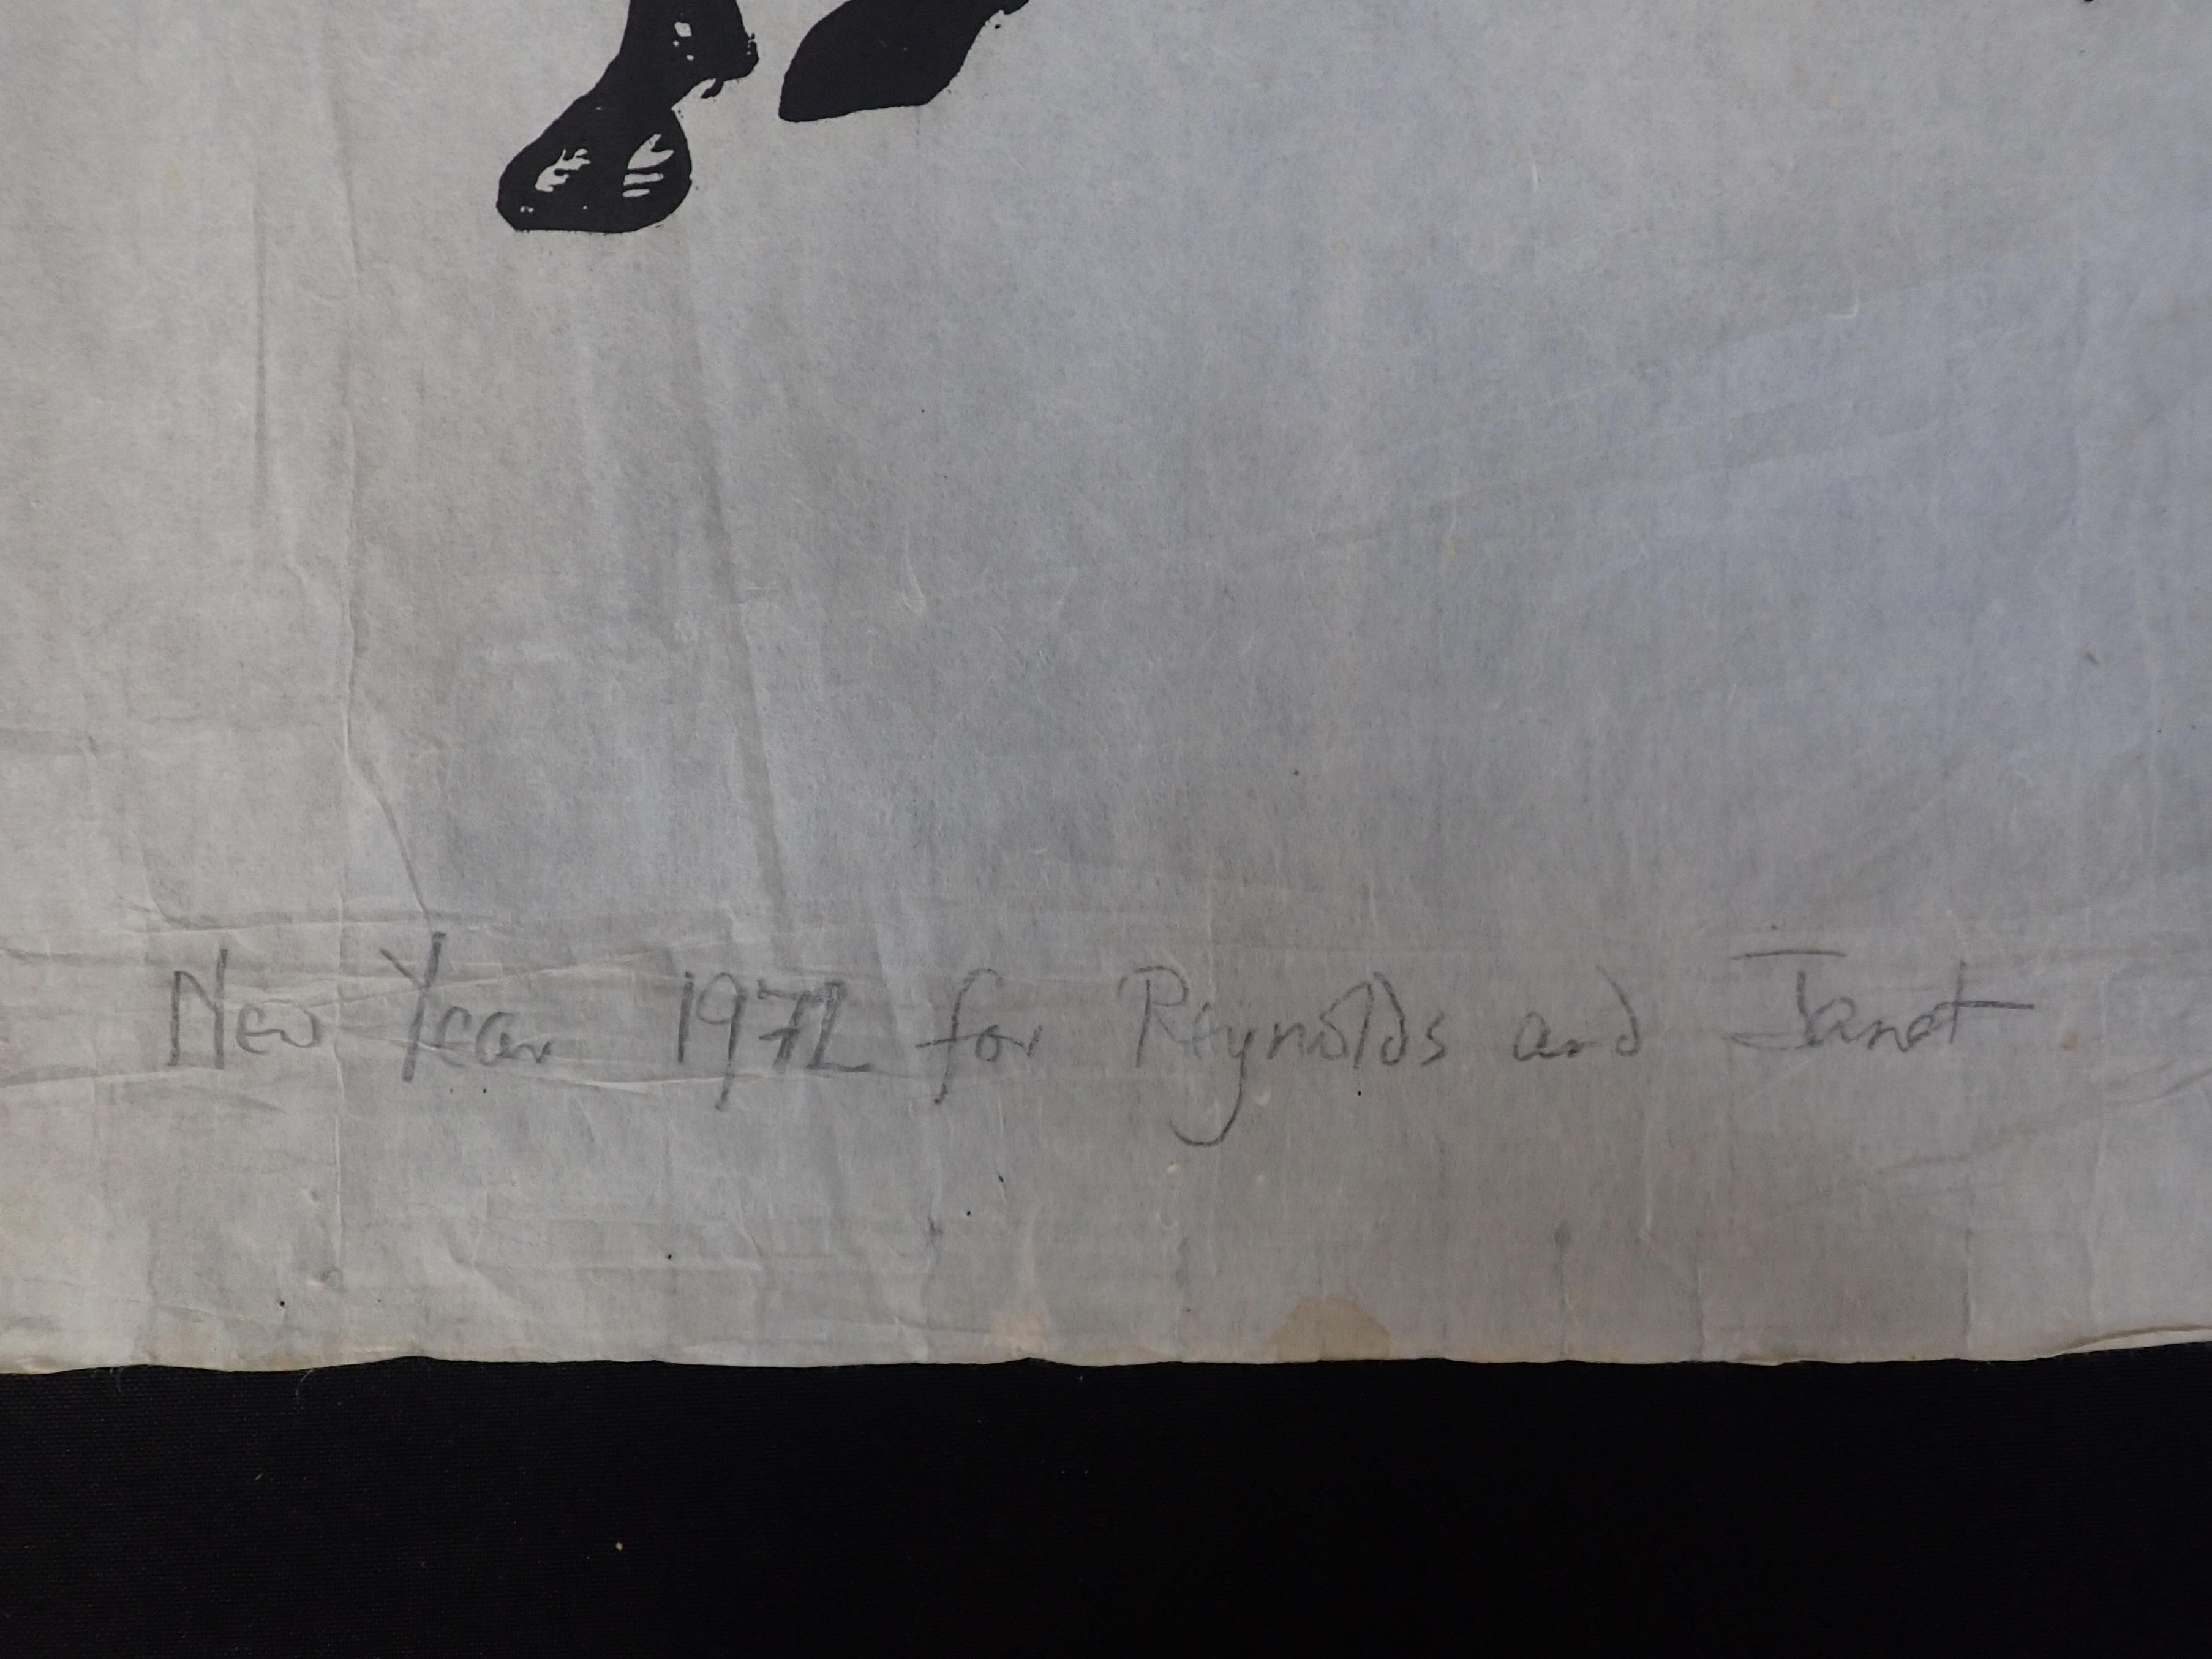 New Year 1972 for Reynolds and Janet